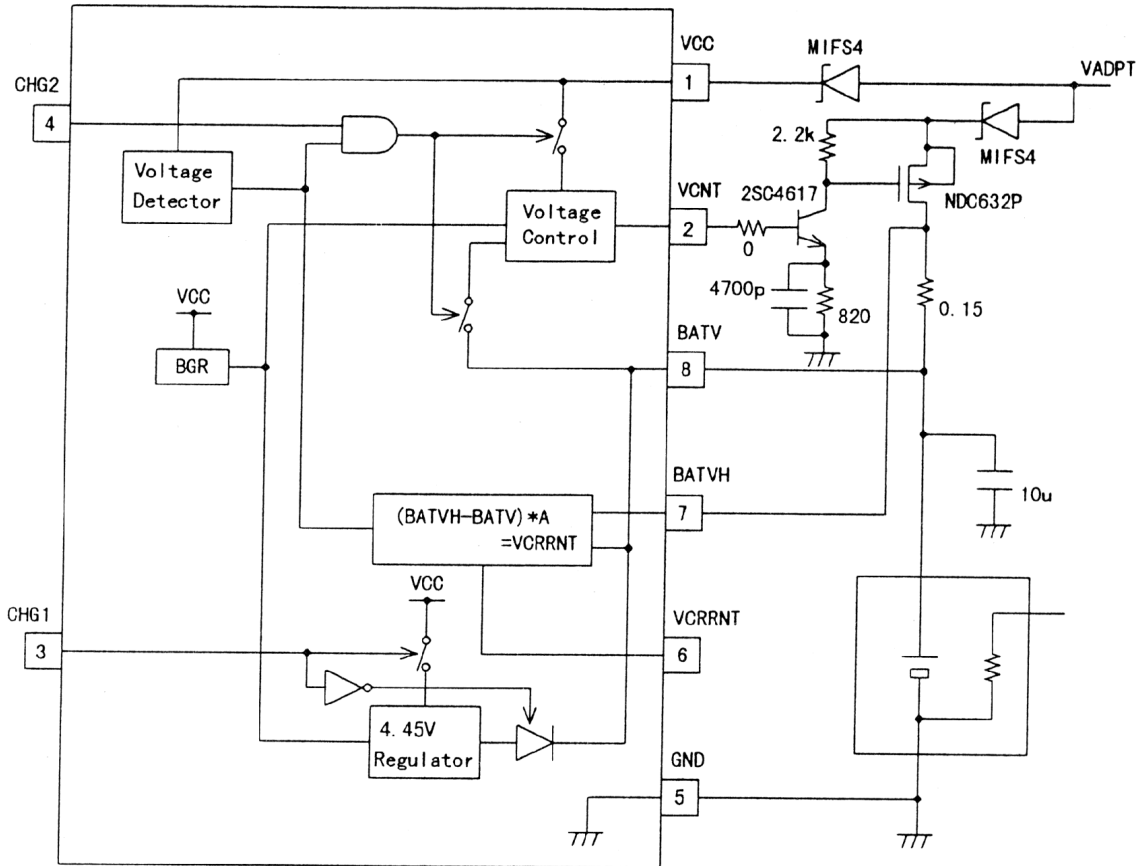 VCC
MIFS4
VADPT
CHG2
1
4
2.2k
MIFS4
Voltage
Detector
VCNT
2SC4617
NDC632P
Voltage
Control
2
0
VCC
4700p
820
0.15
BATV
BGR
8
BATVH
(BATVH-BATV)*A
=VCRRNT
7
10u
VCC
CHG1
VCRRNT
3
6
4.45V
Regulator
GND
5